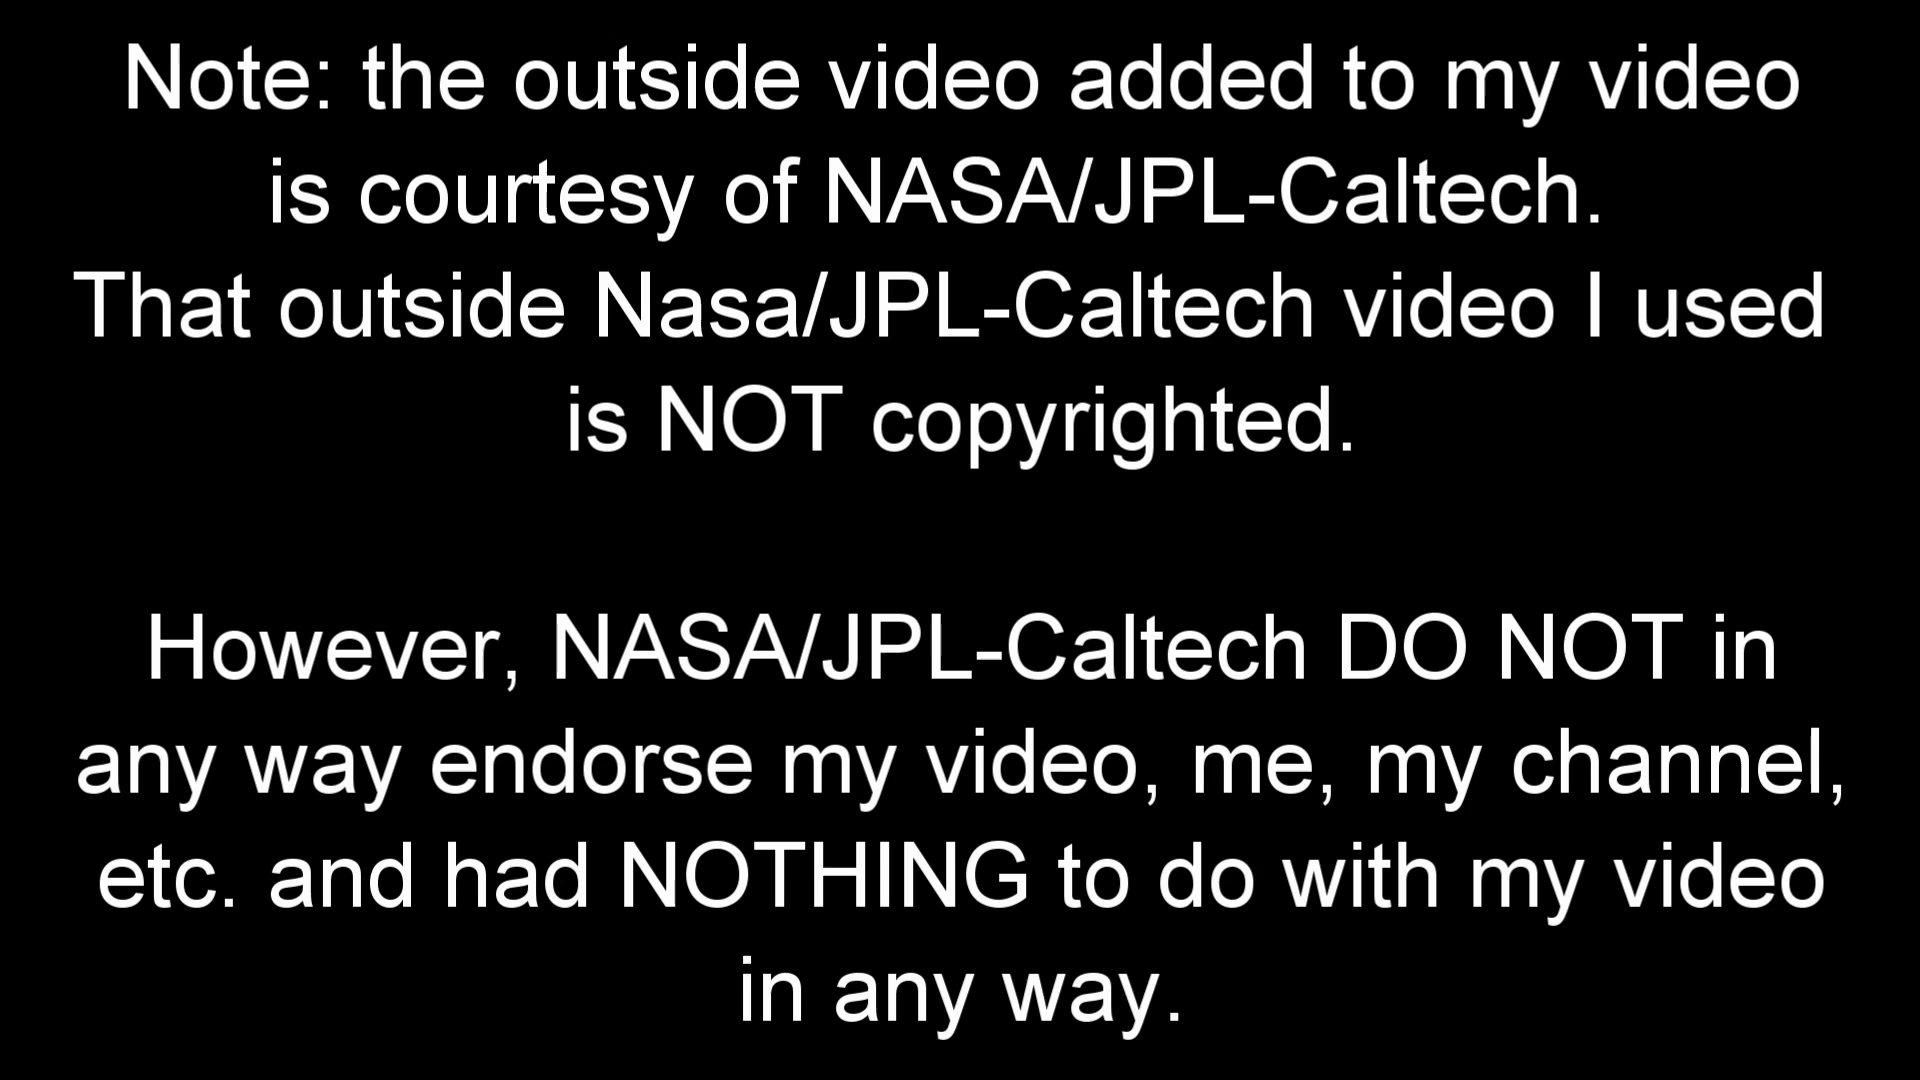 Note: the outside video added to my video
is courtesy of NASA/JPL-Caltech.
That outside Nasa/JPL-Caltech video I used
is NOT copyrighted.
However, NASA/JPL-Caltech DO NOT in
any way endorse my video, me, my channel,
etc. and had NOTHING to do with my video
in any way.